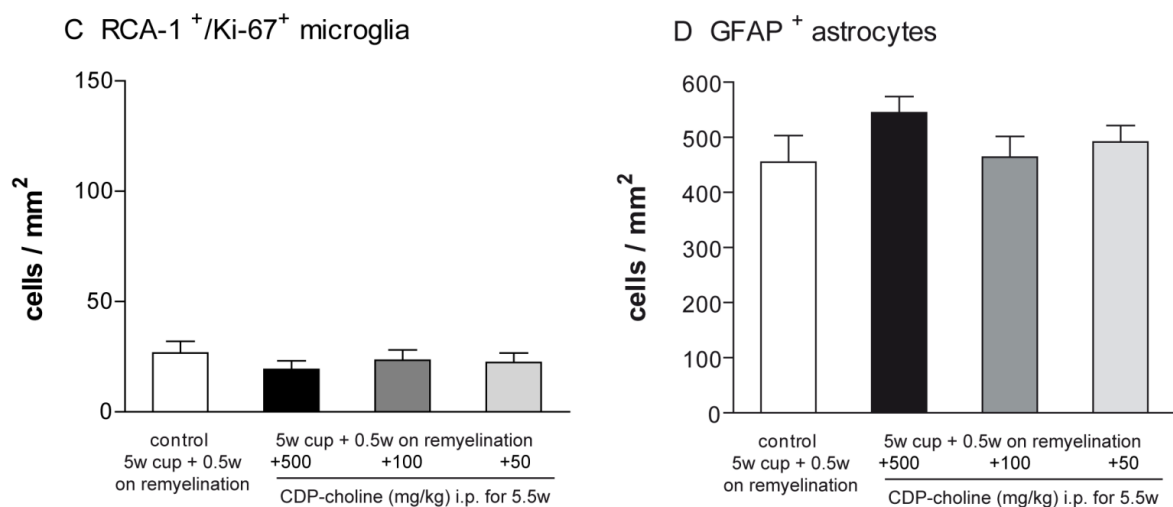 C RCA-1 +/Ki-67+ microglia
150
100
50
0
cells / mm2
control
5w cup + 0.5w
on remyelination
5w cup + 0.5w on remyelination
+500 +100 +50
CDP-choline (mg/kg) i.p. for 5.5w
D GFAP + astrocytes
600
500
400
300
200
100
0
cells / mm2
control
5w cup + 0.5w
on remyelination
5w cup + 0.5w on remyelination
+500 +100 +50
CDP-choline (mg/kg) i.p. for 5.5w